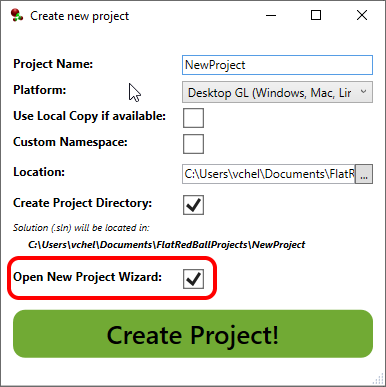 Create new project
Project Name: NewProject
Platform: Desktop GL (Windows, Mac, Lir
Use Local Copy if available:
Custom Namespace:
Location: C:\Users\vchel\Documents\FlatR ...
Create Project Directory:
Solution (.sln) will be located in:
C:\Users\vchel\Documents\FlatRedBallProjects\NewProject
Open New Project Wizard:
Create Project!